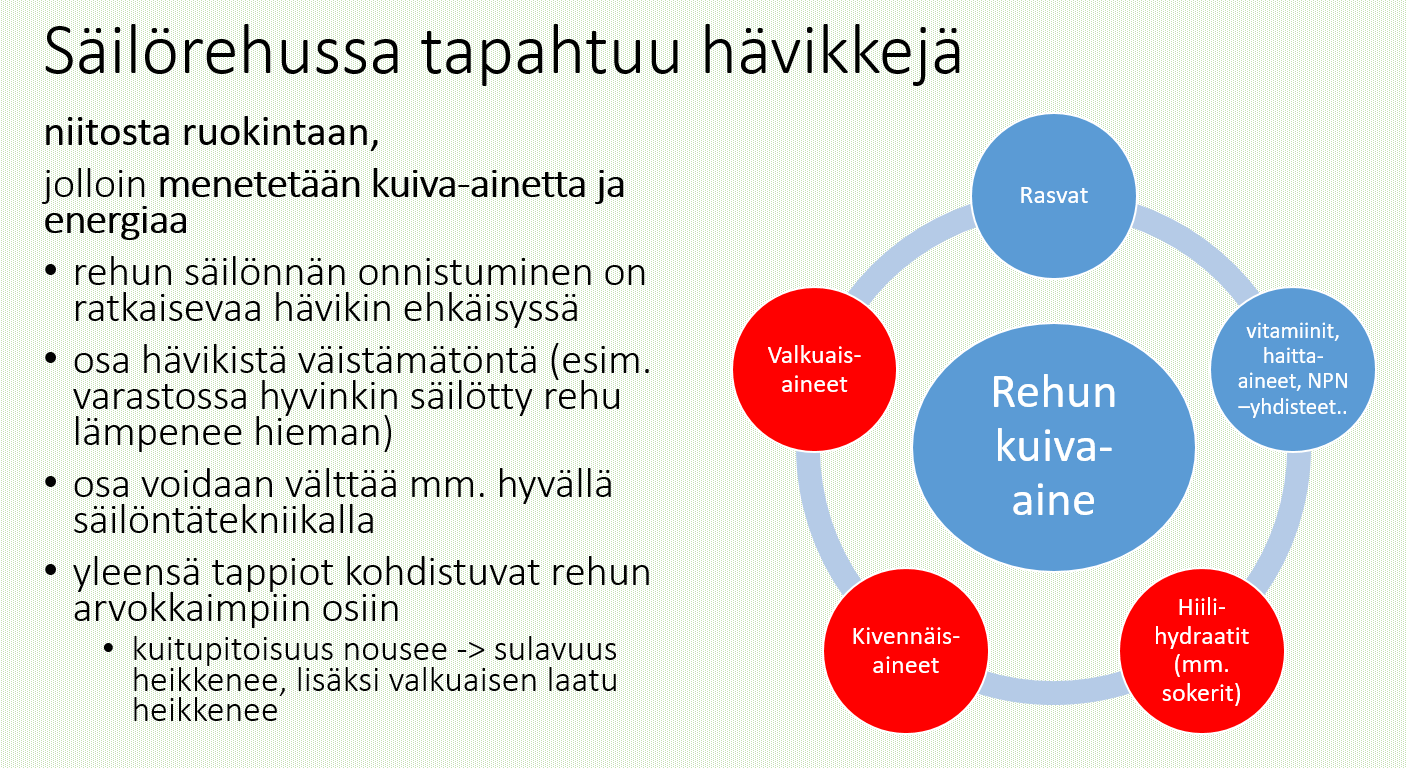 Säilörehussa tapahtuu hävikkejä
niitosta ruokintaan,
jolloin menetetään kuiva-ainetta ja
energiaa
• rehun säilönnän onnistuminen on
ratkaisevaa hävikin ehkäisyssä
• osa hävikistä väistämätöntä (esim.
varastossa hyvinkin säilötty rehu
lämpenee hieman)
• osa voidaan välttää mm. hyvällä
säilöntätekniikalla
• yleensä tappiot kohdistuvat rehun
arvokkaimpiin osiin
• kuitupitoisuus nousee -> sulavuus
heikkenee, lisäksi valkuaisen laatu
heikkenee
Rasvat
vitamiinit,
haitta-
aineet, NPN
–yhdisteet..
Hiili-
hydraatit
(mm.
sokerit)
Kivennäis-
aineet
Valkuais-
aineet
Rehun
kuiva-
aine